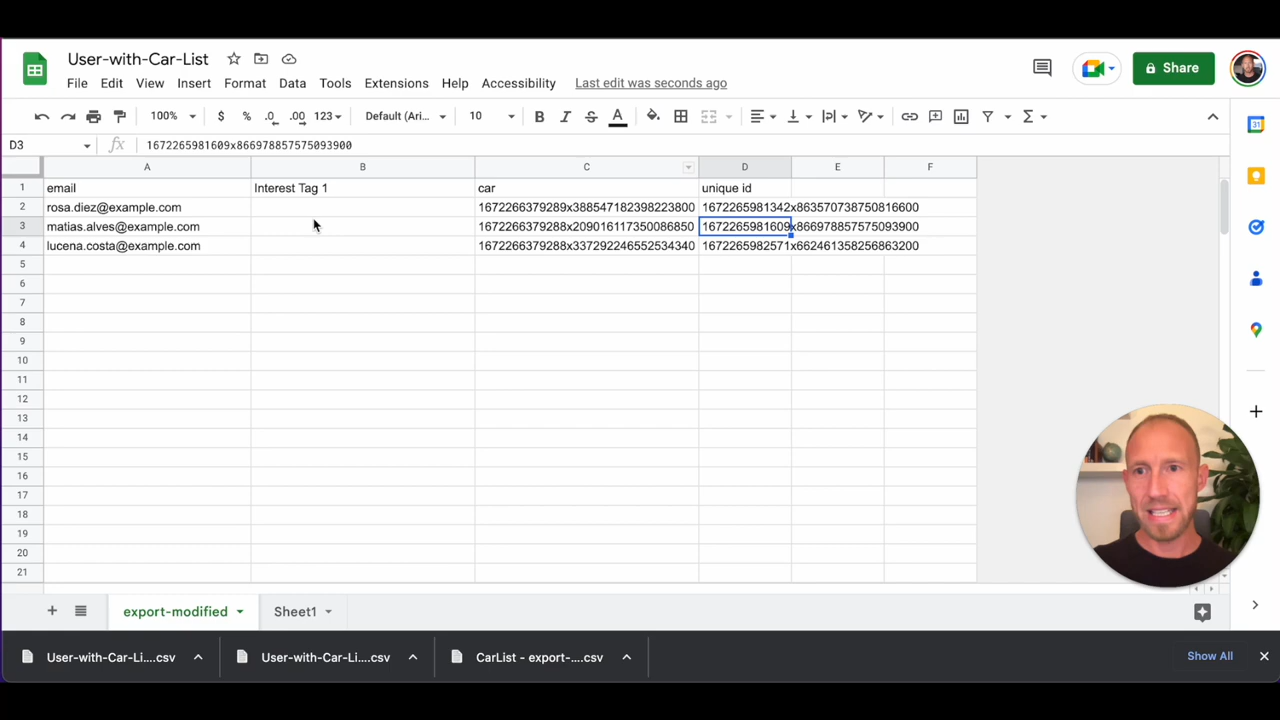 User-with-Car-List
File Edit View Insert Format Data Tools Extensions Help Accessibility Last edit was seconds ago
Share
100% $ % .0 .00 123 Default (Ari... 10 B I S A
D3 fx 1672265981609x866978857575093900
A B C D E F
1 email Interest Tag 1 car unique id
2 rosa.diez@example.com 1672266379289x388547182398223800 1672265981342x863570738750816600
3 matias.alves@example.com 1672266379288x209016117350086850 1672265981609x866978857575093900
4 lucena.costa@example.com 1672266379288x337292246552534340 1672265982571x662461358256863200
5
6
7
8
9
10
11
12
13
14
15
16
17
18
19
20
21
export-modified Sheet1
User-with-Car-Li....csv User-with-Car-Li....csv CarList - export-....csv Show All